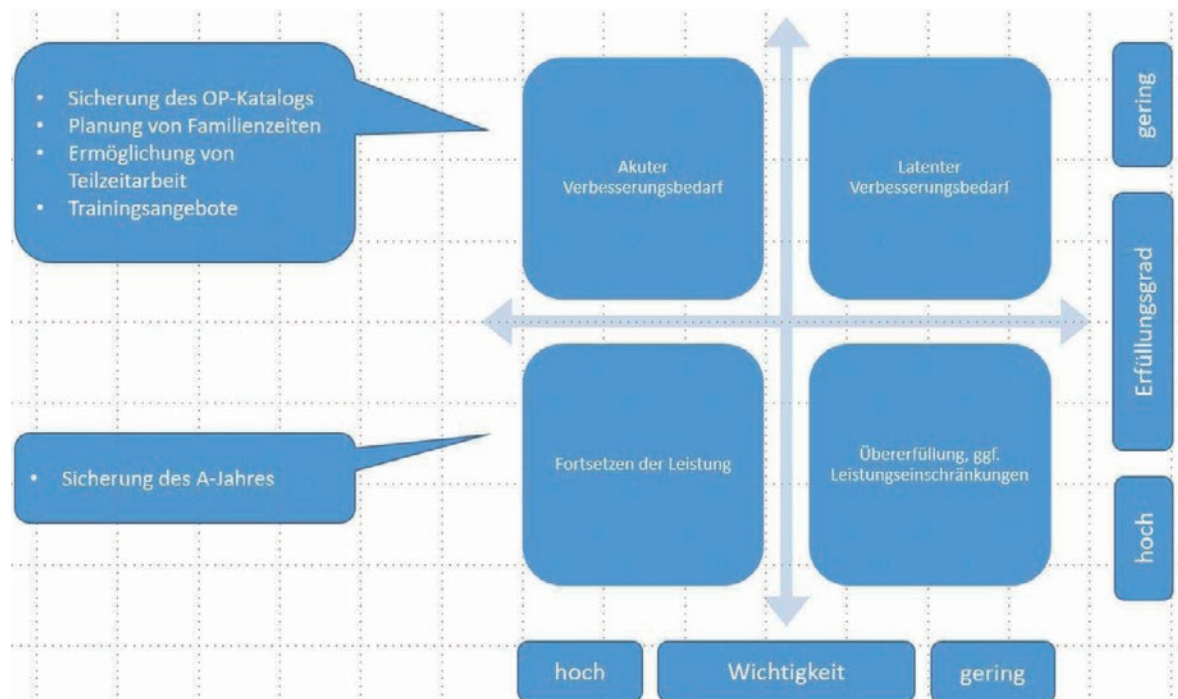 • Sicherung des OP-Katalogs
• Planung von Familienzeiten
• Ermöglichung von
Teilzeitarbeit
• Trainingsangebote
Akuter
Verbesserungsbedarf
Latenter
Verbesserungsbedarf
gering
Erfüllungsgrad
hoch
• Sicherung des A-Jahres
Fortsetzen der Leistung
Übererfüllung, ggf.
Leistungseinschränkungen
hoch
Wichtigkeit
gering